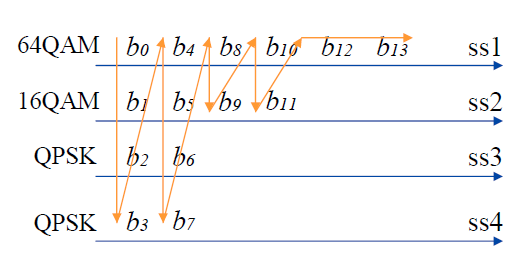 64QAM b0 b4 b8 b10 b12 b13 ss1
16QAM b1 b5 b9 b11 ss2
QPSK b2 b6 ss3
QPSK b3 b7 ss4